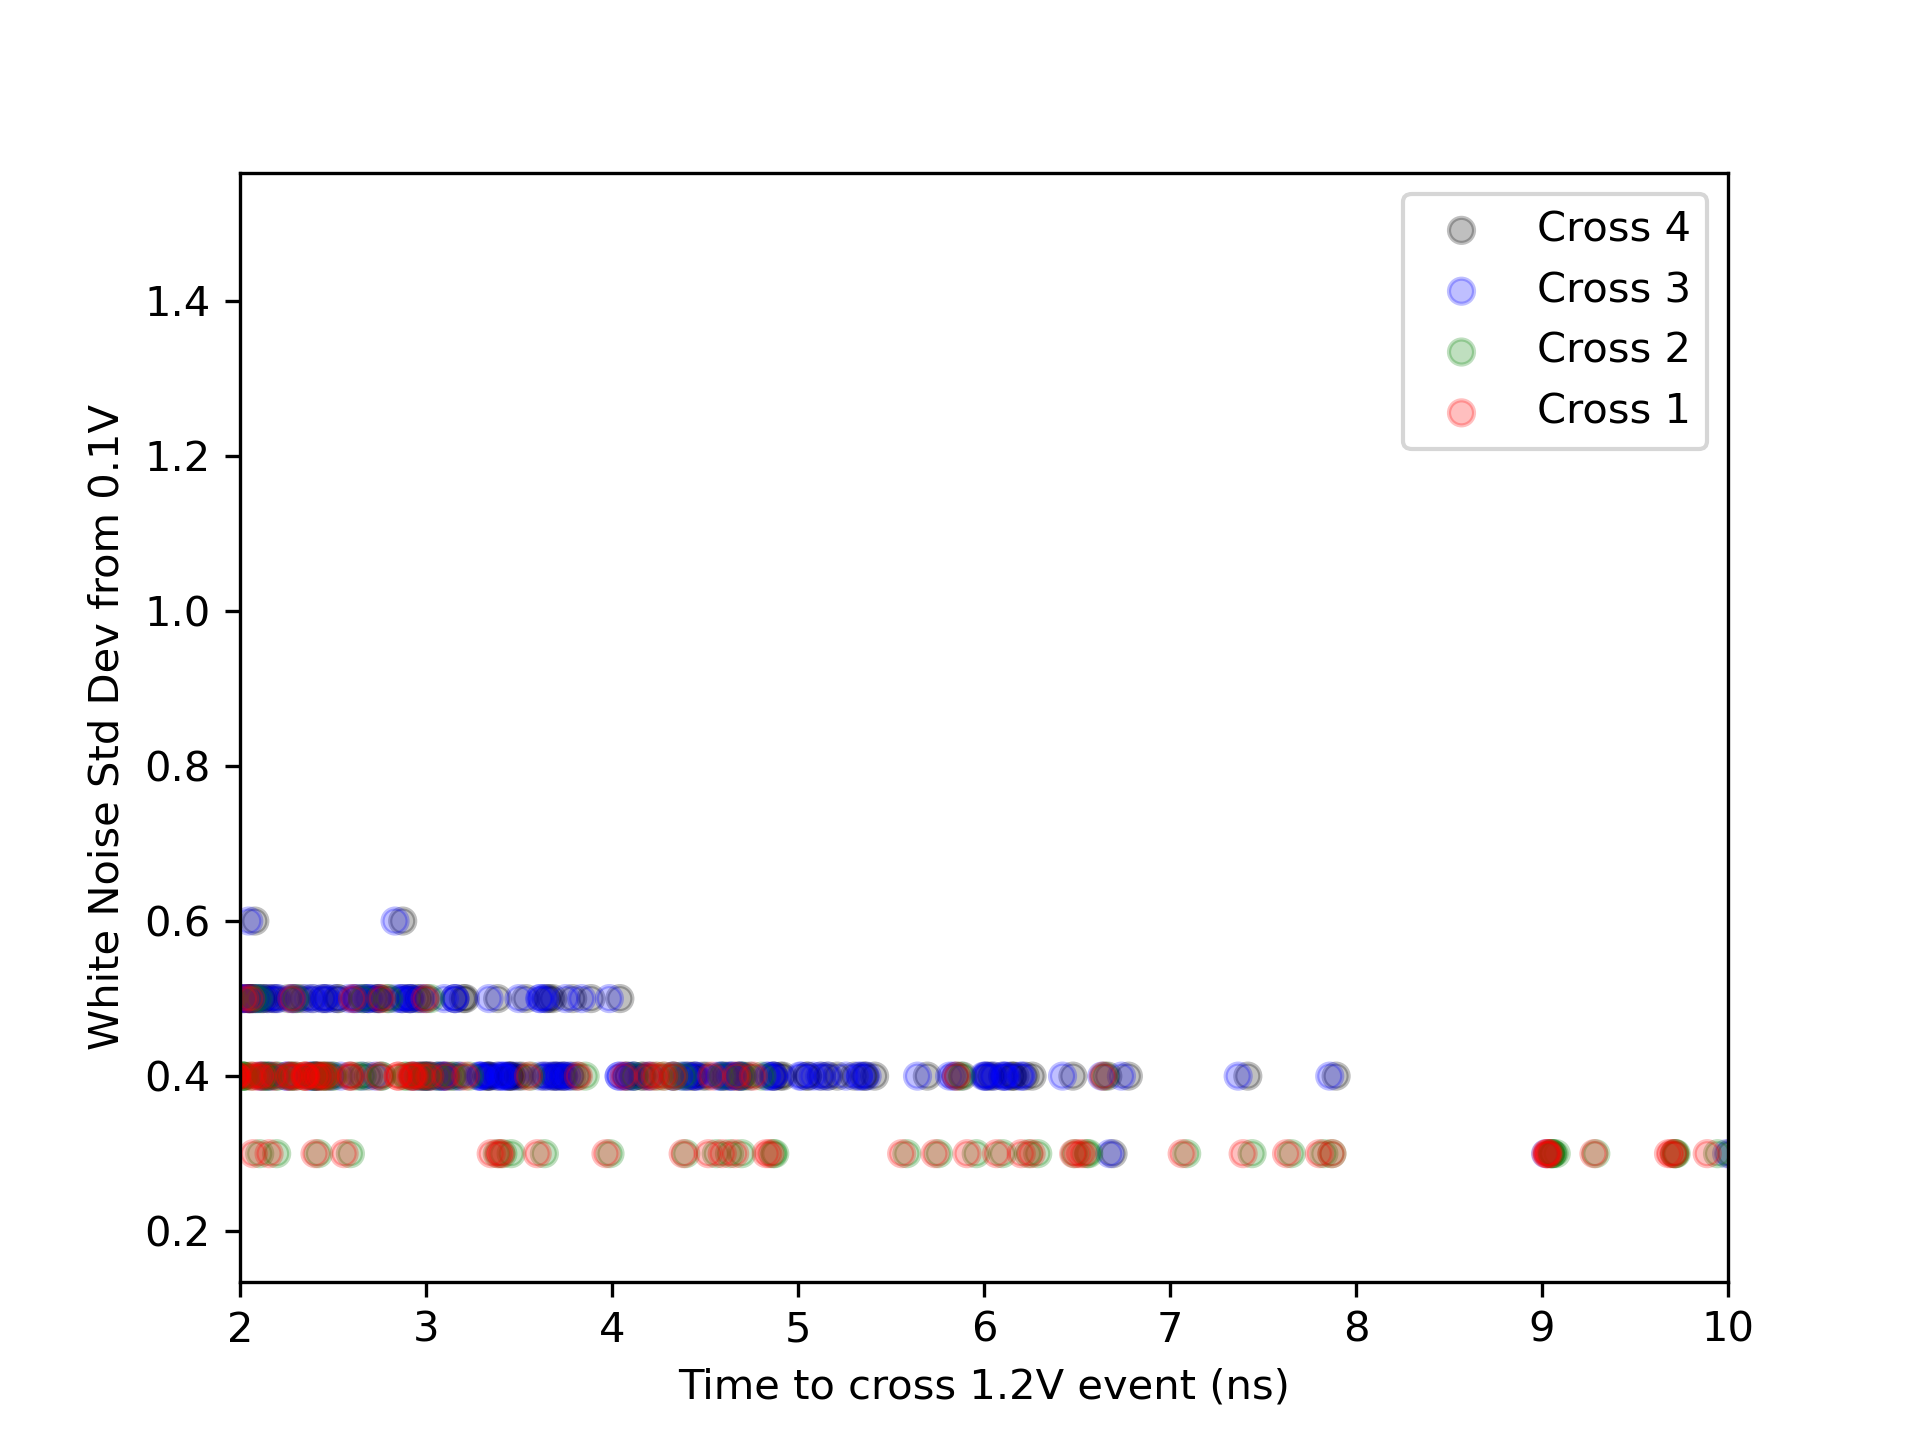 Cross 4
Cross 3
Cross 2
Cross 1
1.4
1.2
1.0
0.8
0.6
0.4
0.2
White Noise Std Dev from 0.1V
2 3 4 5 6 7 8 9 10
Time to cross 1.2V event (ns)